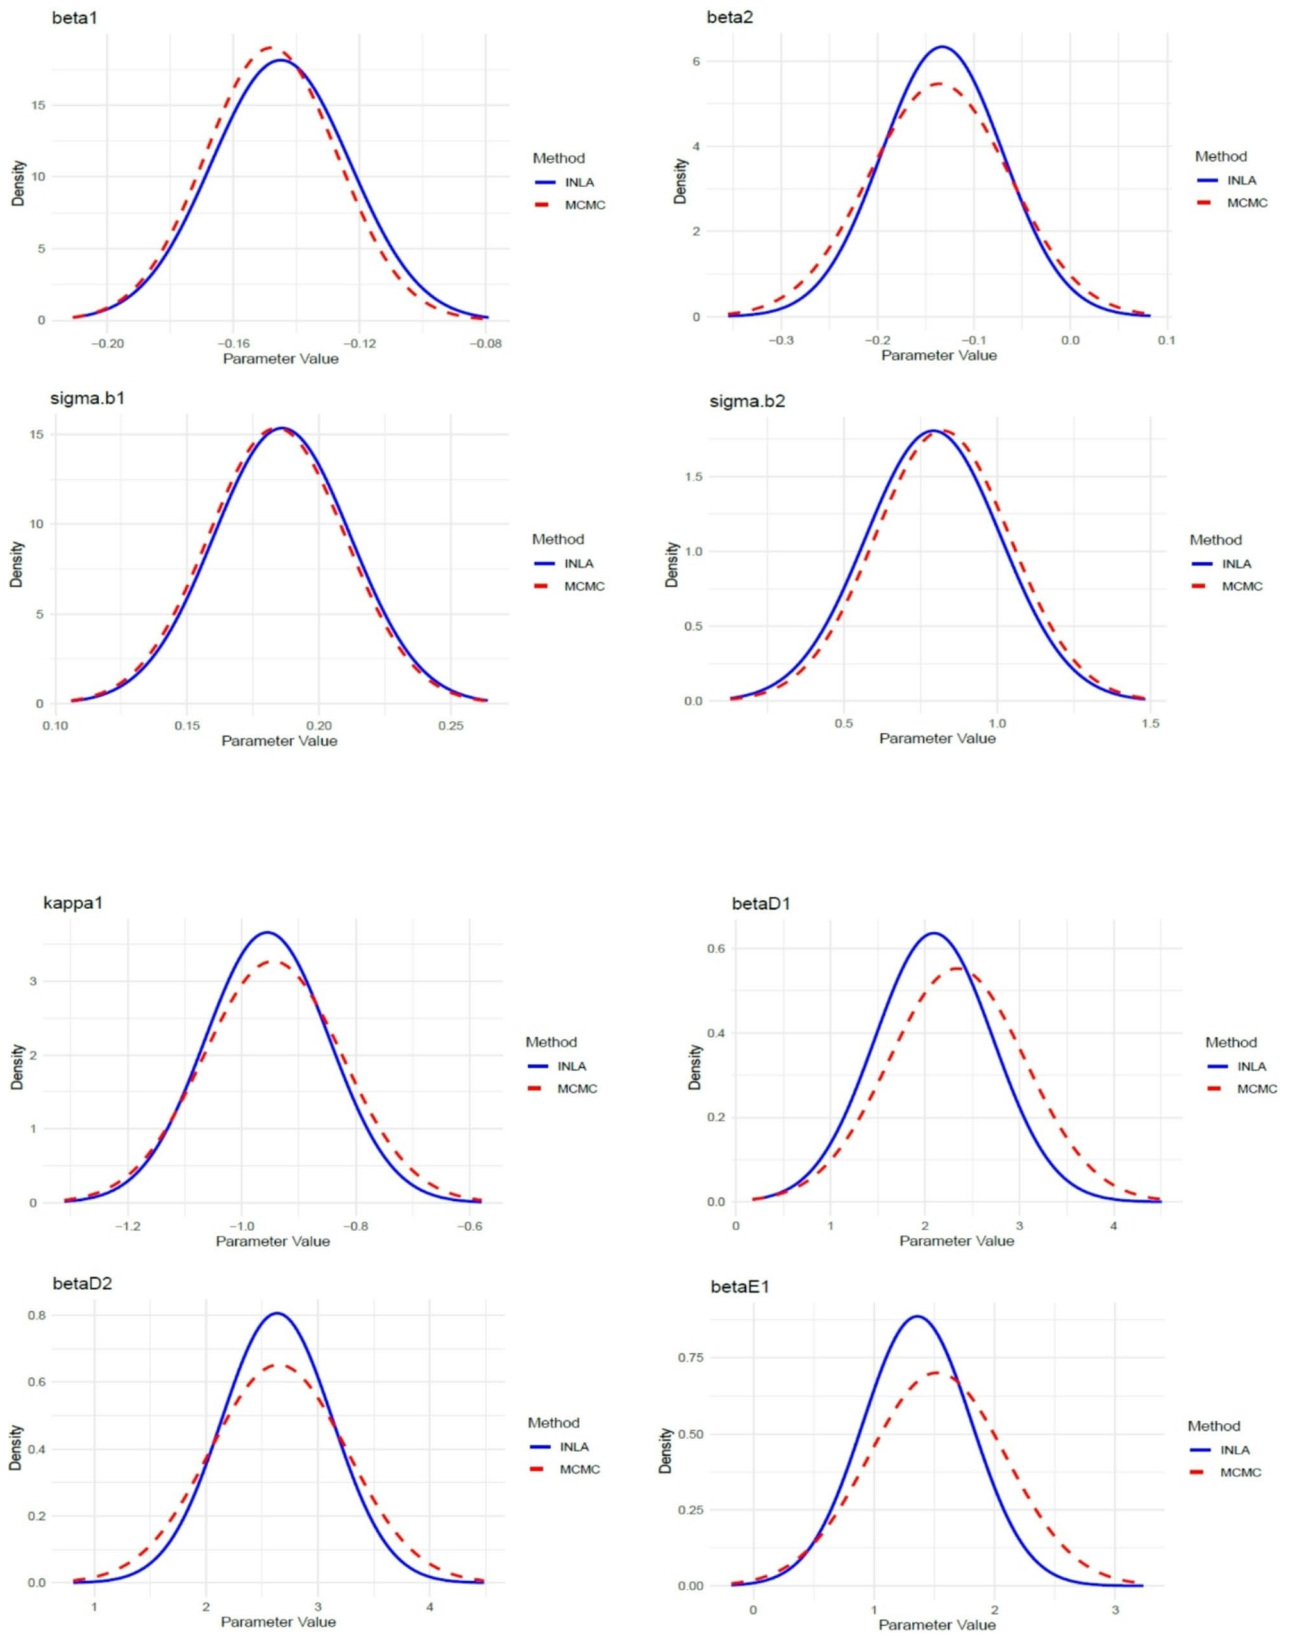 beta1
Density
15
10
5
0
−0.20 −0.16 −0.12 −0.08
Parameter Value
Method
INLA
MCMC
beta2
Density
6
4
2
0
−0.3 −0.2 −0.1 0.0 0.1
Parameter Value
Method
INLA
MCMC
sigma.b1
Density
15
10
5
0
0.10 0.15 0.20 0.25
Parameter Value
Method
INLA
MCMC
sigma.b2
Density
1.5
1.0
0.5
0.0
0.5 1.0 1.5
Parameter Value
Method
INLA
MCMC
kappa1
Density
3
2
1
0
−1.2 −1.0 −0.8 −0.6
Parameter Value
Method
INLA
MCMC
betaD1
Density
0.6
0.4
0.2
0.0
0 1 2 3 4
Parameter Value
Method
INLA
MCMC
betaD2
Density
0.8
0.6
0.4
0.2
0.0
1 2 3 4
Parameter Value
Method
INLA
MCMC
betaE1
Density
0.75
0.50
0.25
0.00
0 1 2 3
Parameter Value
Method
INLA
MCMC